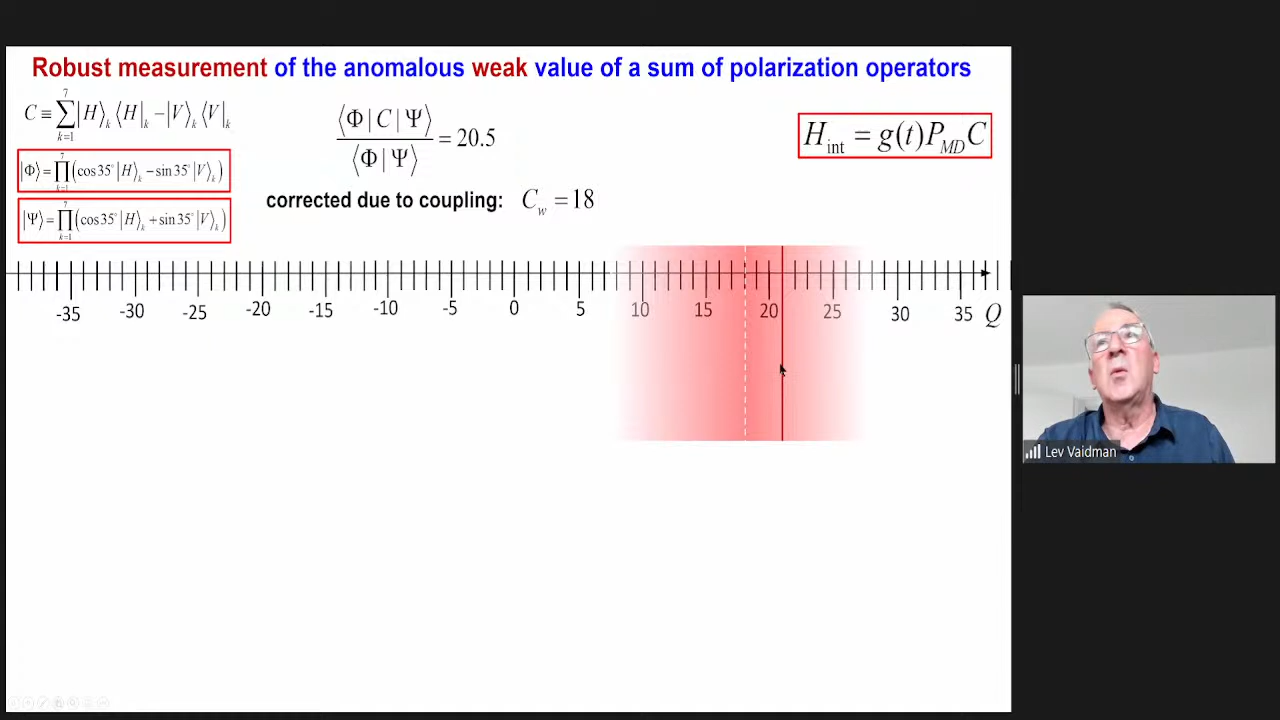 Robust measurement of the anomalous weak value of a sum of polarization operators
C ≡ ∑_{k=1}^{7} |H⟩_k ⟨H|_k − |V⟩_k ⟨V|_k
⟨Φ | C | Ψ⟩ / ⟨Φ | Ψ⟩ = 20.5
H_int = g(t)P_MD C
|Φ⟩ = ∏_{k=1}^{7} (cos 35° |H⟩_k − sin 35° |V⟩_k)
|Ψ⟩ = ∏_{k=1}^{7} (cos 35° |H⟩_k + sin 35° |V⟩_k)
corrected due to coupling: C_w = 18
-35 -30 -25 -20 -15 -10 -5 0 5 10 15 20 25 30 35 Q
Lev Vaidman